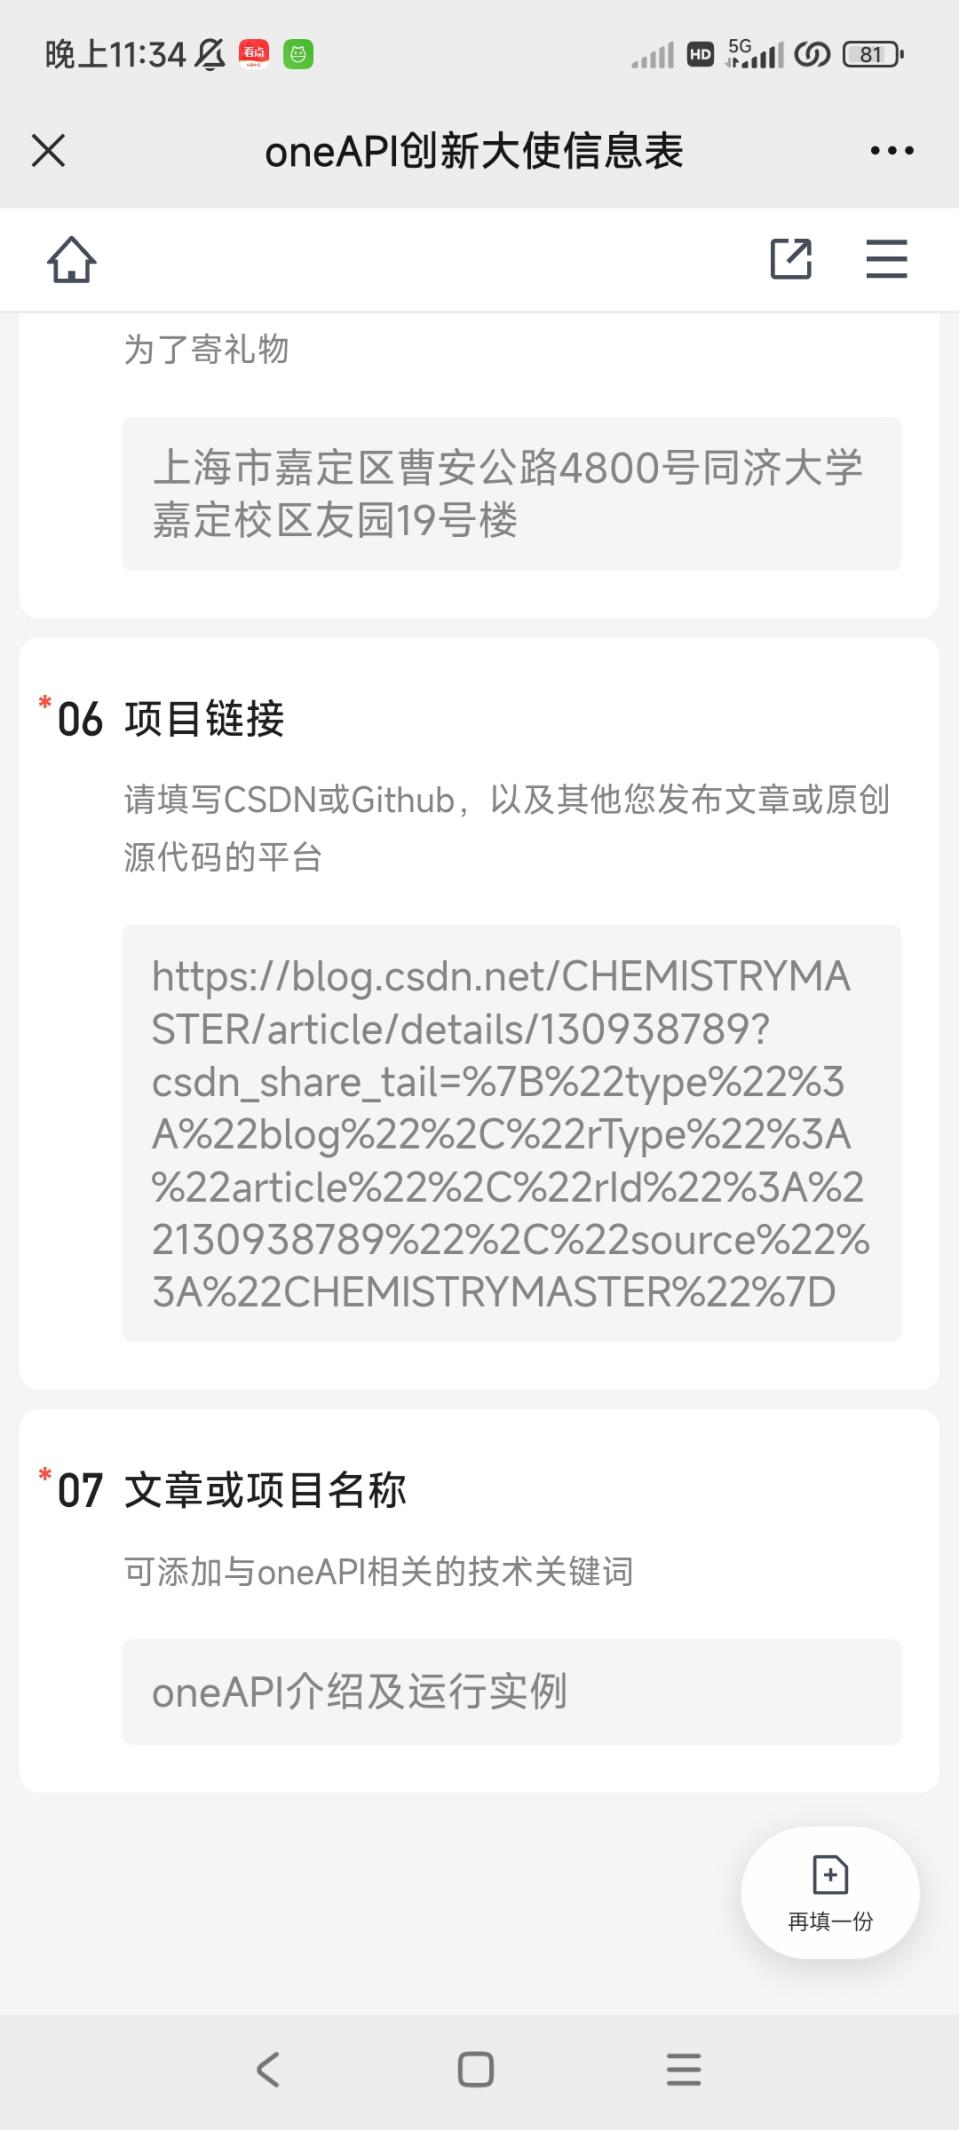 晚上11:34
看点
HD
5G
81
oneAPI创新大使信息表
为了寄礼物
上海市嘉定区曹安公路4800号同济大学
嘉定校区友园19号楼
*06 项目链接
请填写CSDN或Github，以及其他您发布文章或原创
源代码的平台
https://blog.csdn.net/CHEMISTRYMA
STER/article/details/130938789?
csdn_share_tail=%7B%22type%22%3
A%22blog%22%2C%22rType%22%3A
%22article%22%2C%22rId%22%3A%2
2130938789%22%2C%22source%22%
3A%22CHEMISTRYMASTER%22%7D
*07 文章或项目名称
可添加与oneAPI相关的技术关键词
oneAPI介绍及运行实例
再填一份